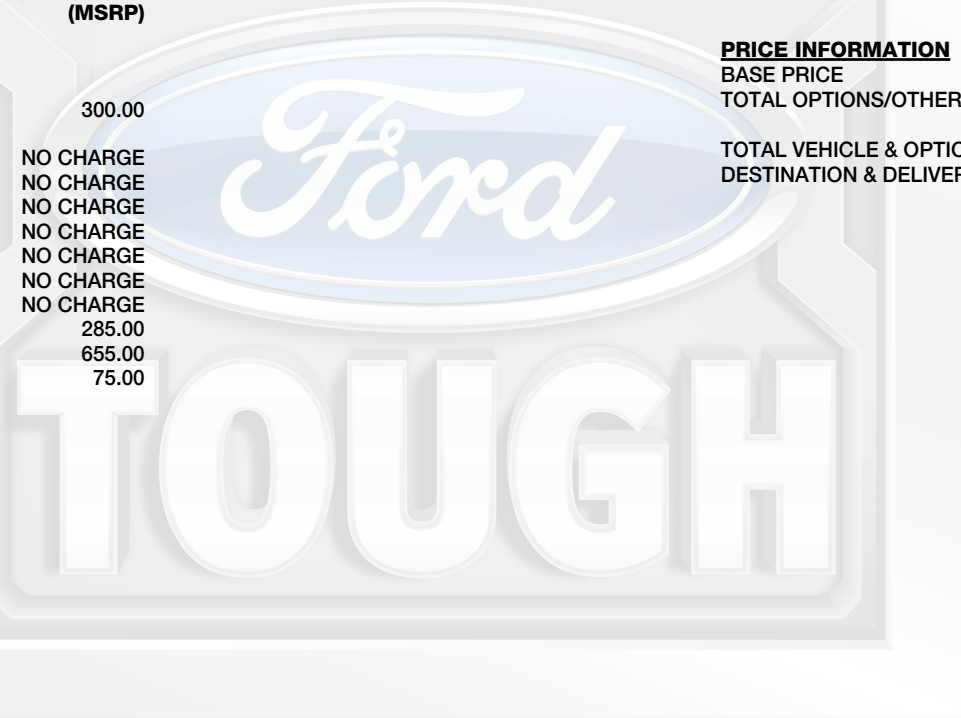 (MSRP)
300.00
NO CHARGE
NO CHARGE
NO CHARGE
NO CHARGE
NO CHARGE
NO CHARGE
NO CHARGE
285.00
655.00
75.00
PRICE INFORMATION
BASE PRICE
TOTAL OPTIONS/OTHER
TOTAL VEHICLE & OPTIO
DESTINATION & DELIVER
Ford
TOUGH